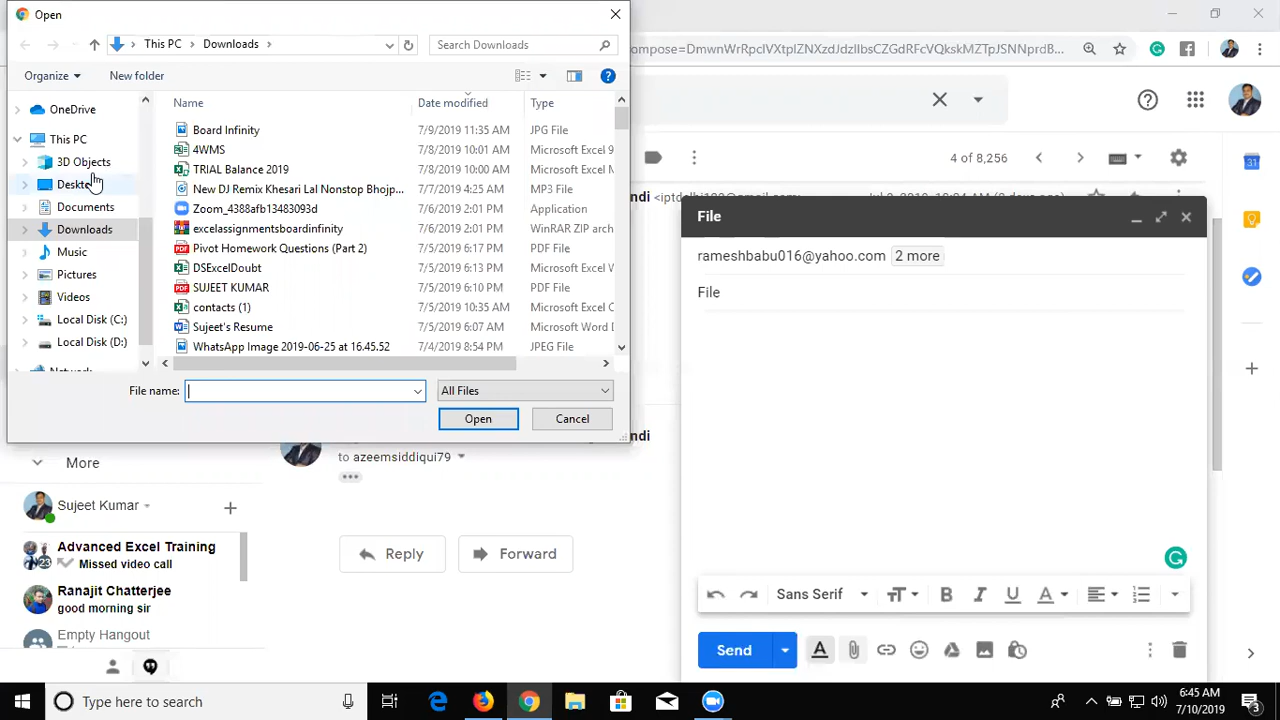 Open
This PC
Downloads
Search Downloads
Organize
New folder
OneDrive
This PC
3D Objects
Documents
Downloads
Music
Pictures
Videos
Local Disk (C:)
Local Disk (D:)
Name
Date modified
Type
Board Infinity 7/9/2019 11:35 AM JPG File
4WMS 7/8/2019 10:01 AM Microsoft Excel 9
TRIAL Balance 2019 7/8/2019 10:00 AM Microsoft Excel M
New DJ Remix Khesari Lal Nonstop Bhojp... 7/7/2019 4:25 AM MP3 File
Zoom_4388afb13483093d 7/6/2019 2:01 PM Application
excelassignmentsboardinfinity 7/6/2019 2:01 PM WinRAR ZIP arch
Pivot Homework Questions (Part 2) 7/5/2019 6:17 PM PDF File
DSExcelDoubt 7/5/2019 6:13 PM Microsoft Excel W
SUJEET KUMAR 7/5/2019 6:10 PM PDF File
contacts (1) 7/5/2019 10:35 AM Microsoft Excel C
Sujeet's Resume 7/5/2019 6:07 AM Microsoft Word D
WhatsApp Image 2019-06-25 at 16.45.52 7/4/2019 8:54 PM JPEG File
File name:
All Files
Open
Cancel
4 of 8,256
ndi
File
rameshbabu016@yahoo.com 2 more
File
ndi
to azeemsiddiqui79
Reply
Forward
More
Sujeet Kumar
Advanced Excel Training
23
Missed video call
Ranajit Chatterjee
good morning sir
Empty Hangout
Sans Serif
Send
Type here to search
6:45 AM
7/10/2019
3